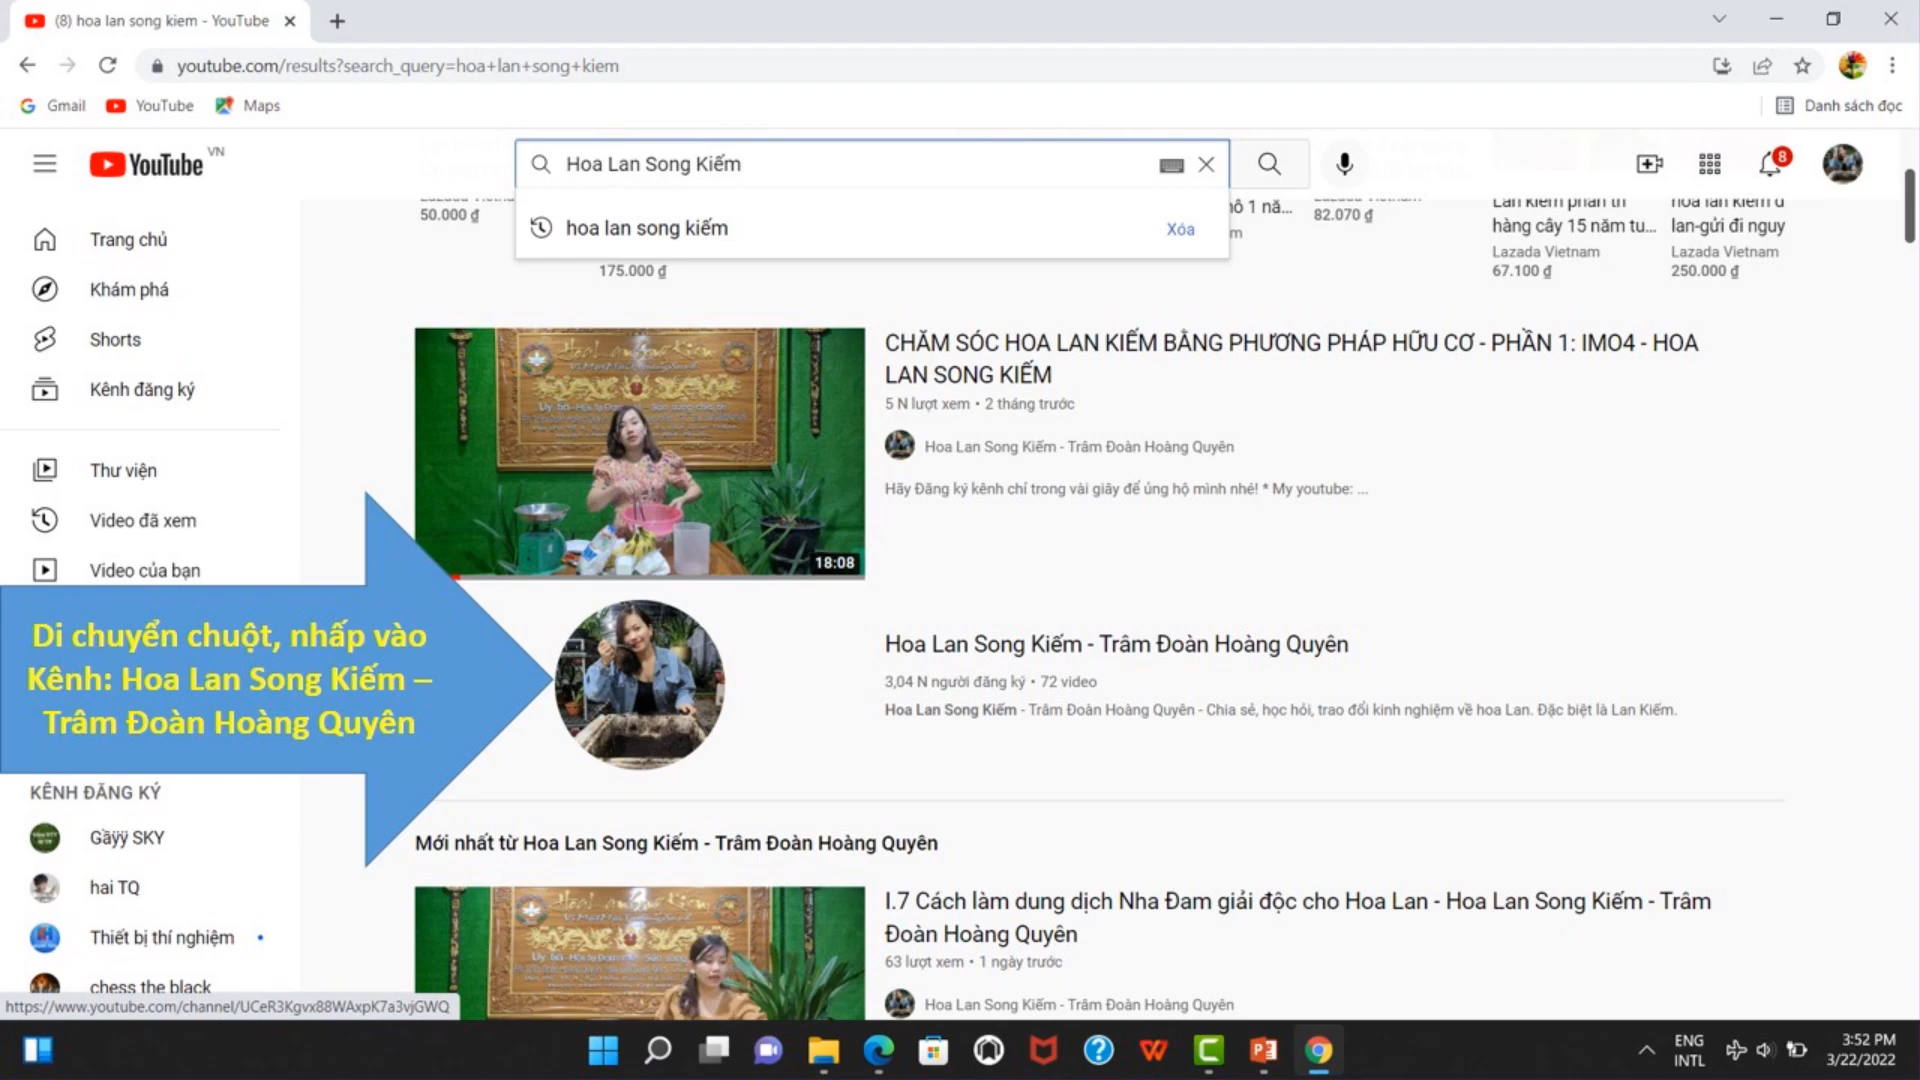 (8) hoa lan song kiem - YouTube
youtube.com/results?search_query=hoa+lan+song+kiem
Gmail
YouTube
Maps
Danh sách đọc
YouTube VN
Hoa Lan Song Kiếm
8
hoa lan song kiếm
Xóa
50.000 ₫
175.000 ₫
82.070 ₫
hàng cây 15 năm tu...
Lazada Vietnam
67.100 ₫
lan-gửi đi nguy
Lazada Vietnam
250.000 ₫
Trang chủ
Khám phá
Shorts
Kênh đăng ký
Thư viện
Video đã xem
Video của bạn
Di chuyển chuột, nhấp vào
Kênh: Hoa Lan Song Kiếm –
Trâm Đoàn Hoàng Quyên
KÊNH ĐĂNG KÝ
Gầÿÿ SKY
hai TQ
Thiết bị thí nghiệm
chess the black
Hoa Lan Song Kiếm
18:08
CHĂM SÓC HOA LAN KIẾM BẰNG PHƯƠNG PHÁP HỮU CƠ - PHẦN 1: IMO4 - HOA
LAN SONG KIẾM
5 N lượt xem • 2 tháng trước
Hoa Lan Song Kiếm - Trâm Đoàn Hoàng Quyên
Hãy Đăng ký kênh chỉ trong vài giây để ủng hộ mình nhé! * My youtube: ...
Hoa Lan Song Kiếm - Trâm Đoàn Hoàng Quyên
3,04 N người đăng ký • 72 video
Hoa Lan Song Kiếm - Trâm Đoàn Hoàng Quyên - Chia sẻ, học hỏi, trao đổi kinh nghiệm về hoa Lan. Đặc biệt là Lan Kiếm.
Mới nhất từ Hoa Lan Song Kiếm - Trâm Đoàn Hoàng Quyên
I.7 Cách làm dung dịch Nha Đam giải độc cho Hoa Lan - Hoa Lan Song Kiếm - Trâm
Đoàn Hoàng Quyên
63 lượt xem • 1 ngày trước
Hoa Lan Song Kiếm - Trâm Đoàn Hoàng Quyên
https://www.youtube.com/channel/UCeR3Kgvx88WAxpK7a3vjGWQ
ENG
INTL
3:52 PM
3/22/2022